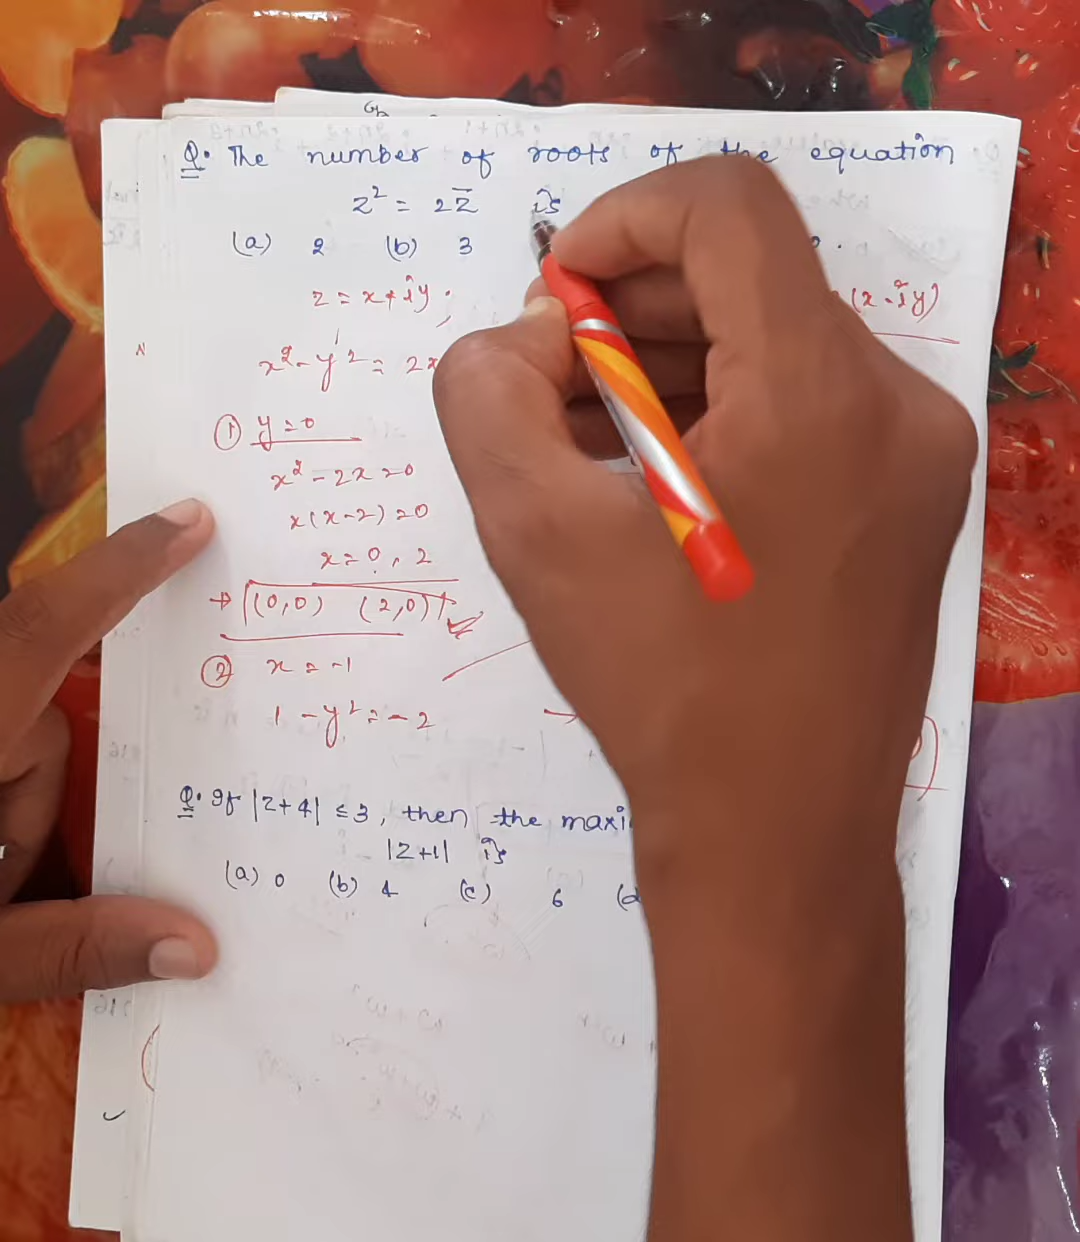 Q. The number of roots of the equation
z² = 2z̄ is
(a) 2 (b) 3
z = x + iy ; (x - iy)
x² - y² = 2x
① y = 0
x² - 2x = 0
x(x-2) = 0
x = 0, 2
→ (0,0) (2,0)
② x = -1
1 - y² = -2
Q. If |z+4| ≤ 3, then the maxi
|z+1| is
(a) 0 (b) 4 (c) 6 (d